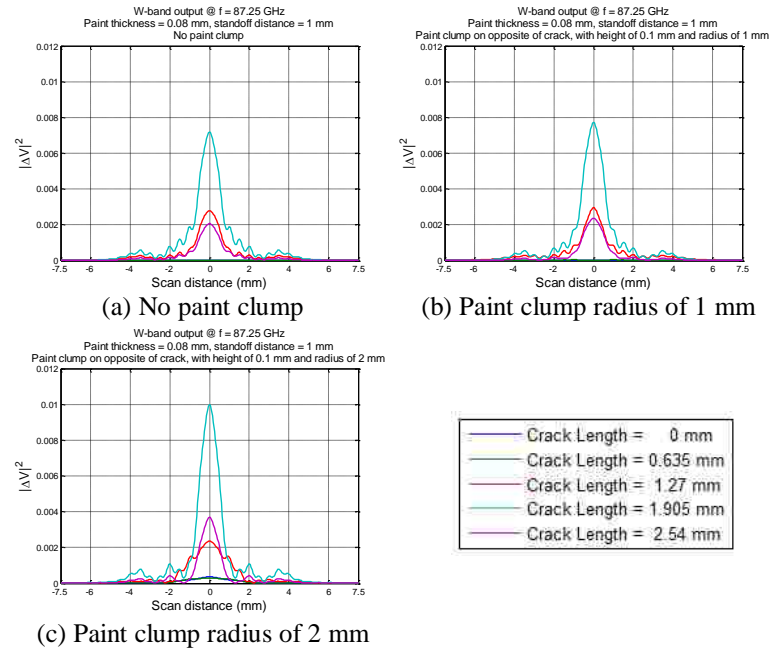 W-band output @ f = 87.25 GHz
Paint thickness = 0.08 mm, standoff distance = 1 mm
No paint clump
0.012
0.01
0.008
0.006
0.004
0.002
0
|ΔV|²
-7.5 -6 -4 -2 0 2 4 6 7.5
Scan distance (mm)
(a) No paint clump
W-band output @ f = 87.25 GHz
Paint thickness = 0.08 mm, standoff distance = 1 mm
Paint clump on opposite of crack, with height of 0.1 mm and radius of 1 mm
0.012
0.01
0.008
0.006
0.004
0.002
0
|ΔV|²
-7.5 -6 -4 -2 0 2 4 6 7.5
Scan distance (mm)
(b) Paint clump radius of 1 mm
W-band output @ f = 87.25 GHz
Paint thickness = 0.08 mm, standoff distance = 1 mm
Paint clump on opposite of crack, with height of 0.1 mm and radius of 2 mm
0.012
0.01
0.008
0.006
0.004
0.002
0
|ΔV|²
-7.5 -6 -4 -2 0 2 4 6 7.5
Scan distance (mm)
(c) Paint clump radius of 2 mm
Crack Length = 0 mm
Crack Length = 0.635 mm
Crack Length = 1.27 mm
Crack Length = 1.905 mm
Crack Length = 2.54 mm